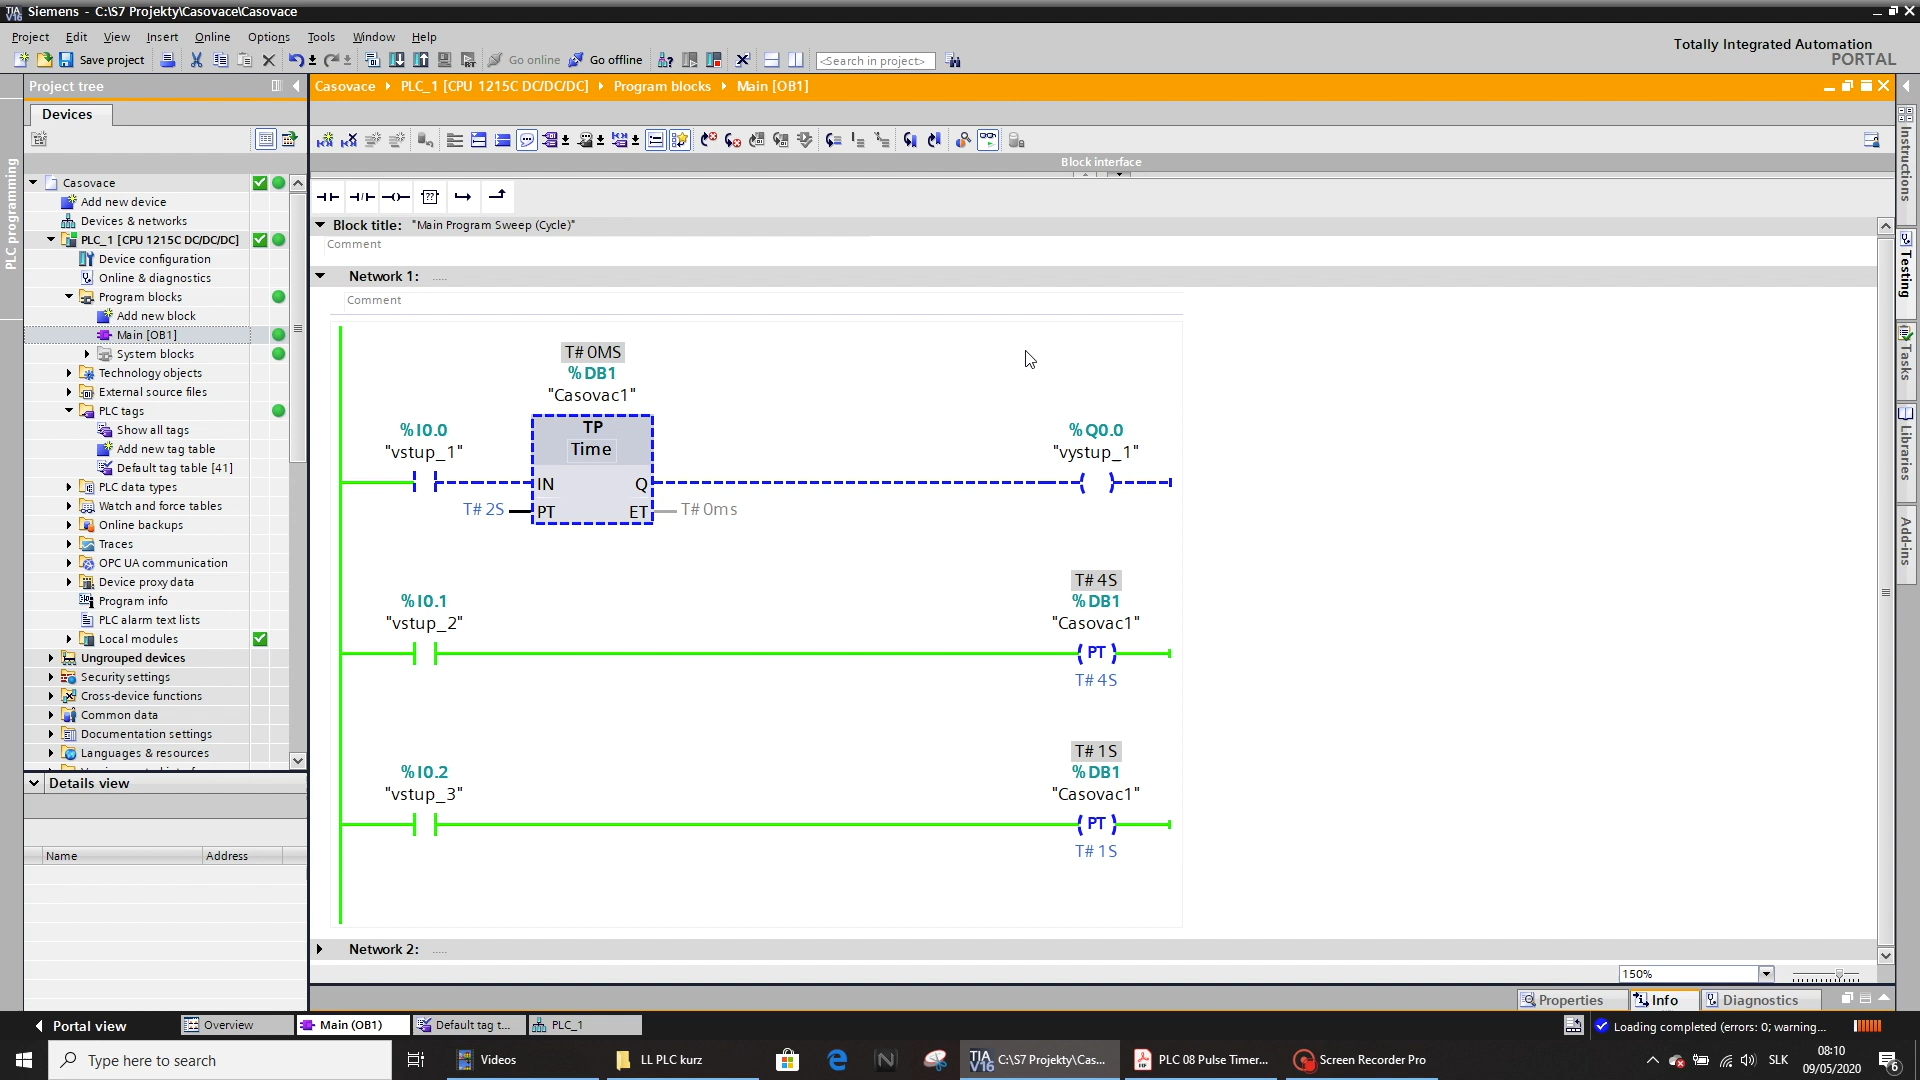 Siemens - C:\S7 Projekty\Casovace\Casovace
Project Edit View Insert Online Options Tools Window Help
Totally Integrated Automation
PORTAL
Save project Go online Go offline <Search in project>
Project tree
Casovace PLC_1 [CPU 1215C DC/DC/DC] Program blocks Main [OB1]
Devices
Block interface
PLC programming
Casovace
Add new device
Devices & networks
PLC_1 [CPU 1215C DC/DC/DC]
Device configuration
Online & diagnostics
Program blocks
Add new block
Main [OB1]
System blocks
Technology objects
External source files
PLC tags
Show all tags
Add new tag table
Default tag table [41]
PLC data types
Watch and force tables
Online backups
Traces
OPC UA communication
Device proxy data
Program info
PLC alarm text lists
Local modules
Ungrouped devices
Security settings
Cross-device functions
Common data
Documentation settings
Languages & resources
Details view
Name Address
Block title: "Main Program Sweep (Cycle)"
Comment
Network 1: .....
Comment
T#0MS
%DB1
"Casovac1"
TP
Time
%I0.0
"vstup_1"
IN Q
T#2S PT ET T#0ms
%Q0.0
"vystup_1"
%I0.1
"vstup_2"
T#4S
%DB1
"Casovac1"
PT
T#4S
%I0.2
"vstup_3"
T#1S
%DB1
"Casovac1"
PT
T#1S
Network 2: .....
150%
Instructions
Testing
Tasks
Libraries
Add-ins
Properties Info Diagnostics
Portal view Overview Main (OB1) Default tag t... PLC_1
Loading completed (errors: 0; warning...
Type here to search
Videos LL PLC kurz
TIA V16 C:\S7 Projekty\Cas...
PLC 08 Pulse Timer...
Screen Recorder Pro
SLK
08:10
09/05/2020
6